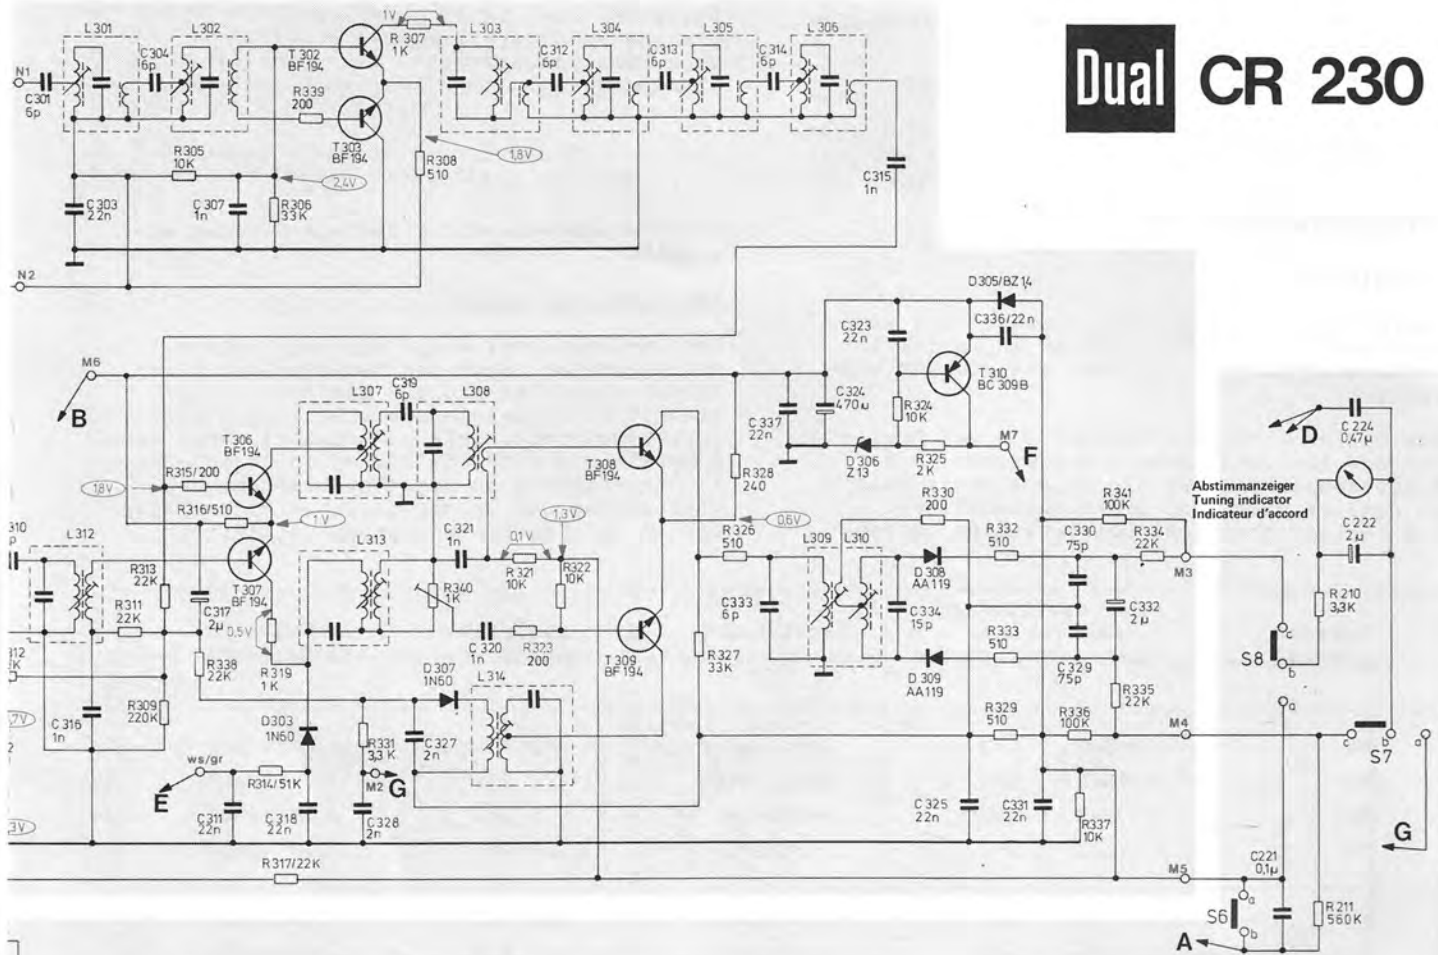 Dual CR 230
L301
L302
1V
R 307
1K
L303
L304
L305
L306
T302
BF194
C304
6p
C312
6p
C313
6p
C314
6p
N1
C301
6p
R339
200
T303
BF194
R308
510
1,8V
C315
1n
R305
10K
2,4V
C303
22n
C307
1n
R306
33K
N2
D305/BZ1,4
C336/22n
C323
22n
T310
BC 309B
M6
B
L307
C319
6p
L308
C324
470µ
C337
22n
R324
10K
M7
F
D306
Z13
R325
2K
D
C 224
0,47µ
T306
BF194
T308
BF194
R328
240
R330
200
Abstimmanzeiger
Tuning indicator
Indicateur d'accord
R315/200
1,8V
R316/510
1V
1,3V
0,6V
R341
100K
C310
L312
L313
C321
1n
0,1V
R321
10K
R322
10K
R326
510
L309
L310
R332
510
C330
75p
R334
22K
M3
C222
2µ
R313
22K
T307
BF194
R340
1K
D308
AA119
R311
22K
C317
2µ
0,5V
C320
1n
R323
200
C333
6p
C334
15p
C332
2µ
R210
3,3K
R338
22K
R319
1K
D307
1N60
T309
BF194
R327
33K
R333
510
D309
AA119
C329
75p
c
S8
b
a
L314
R309
220K
C316
1n
D303
1N60
R331
3,3K
C327
2n
R329
510
R336
100K
R335
22K
M4
c
b
a
S7
ws/gr
E
R314/51K
M2
G
C311
22n
C318
22n
C328
2n
C325
22n
C331
22n
R337
10K
G
R317/22K
M5
C221
0,1µ
a
S6
b
R211
560K
A